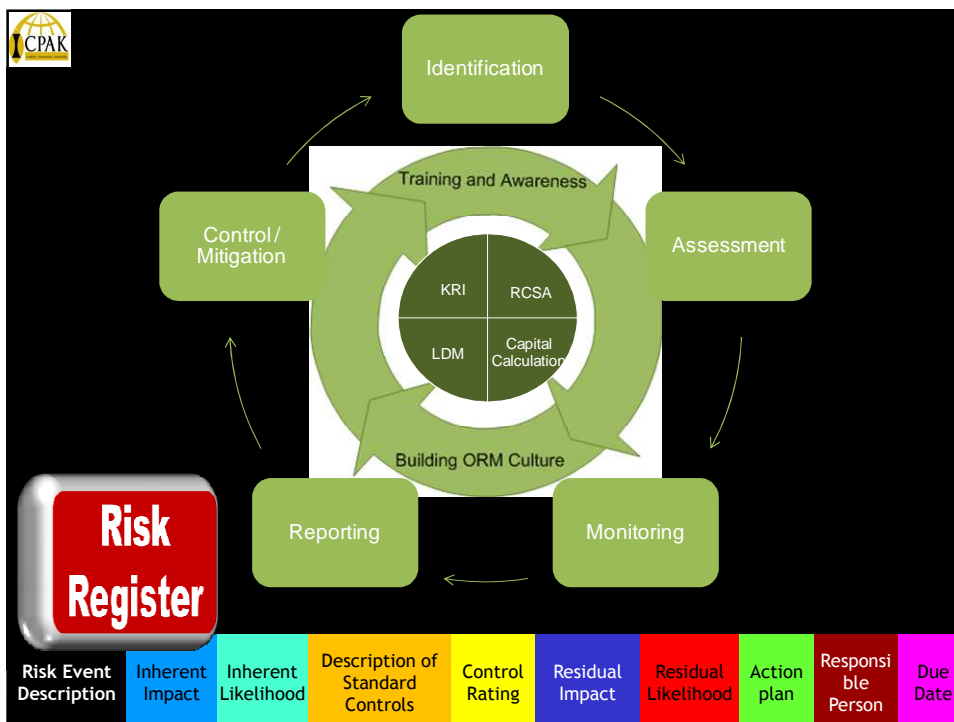 CPAK
Identification
Training and Awareness
Control/
Mitigation
Assessment
KRI
RCSA
LDM
Capital
Calculation
Building ORM Culture
Reporting
Monitoring
Risk
Register
Risk Event
Description
Inherent
Impact
Inherent
Likelihood
Description of
Standard
Controls
Control
Rating
Residual
Impact
Residual
Likelihood
Action
plan
Responsi
ble
Person
Due
Date